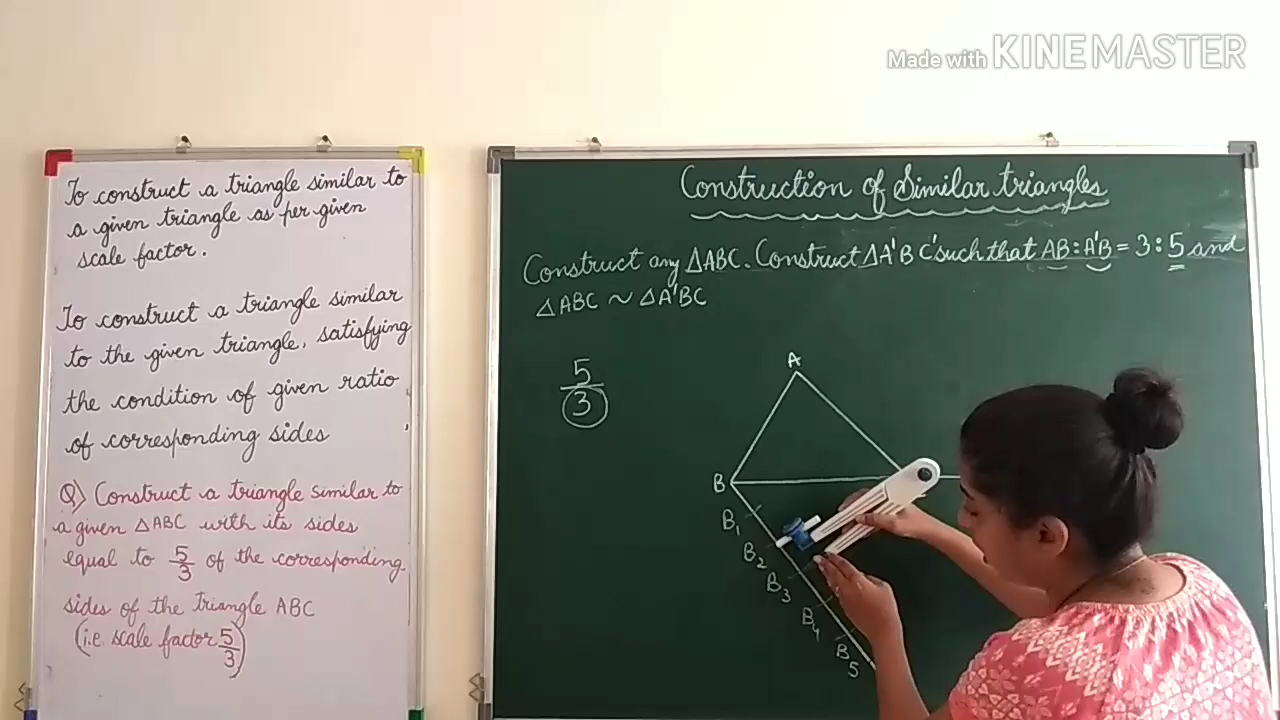 Made with KINEMASTER
To construct a triangle similar to
a given triangle as per given
scale factor.
To construct a triangle similar
to the given triangle, satisfying
the condition of given ratio
of corresponding sides
Q) Construct a triangle similar to
a given △ABC with its sides
equal to 5/3 of the corresponding
sides of the triangle ABC
(i.e. scale factor 5/3)
Construction of Similar triangles
Construct any △ABC. Construct △A'BC' such that AB:A'B = 3:5 and
△ABC ~ △A'BC
5/3
A
B
B1
B2
B3
B4
B5